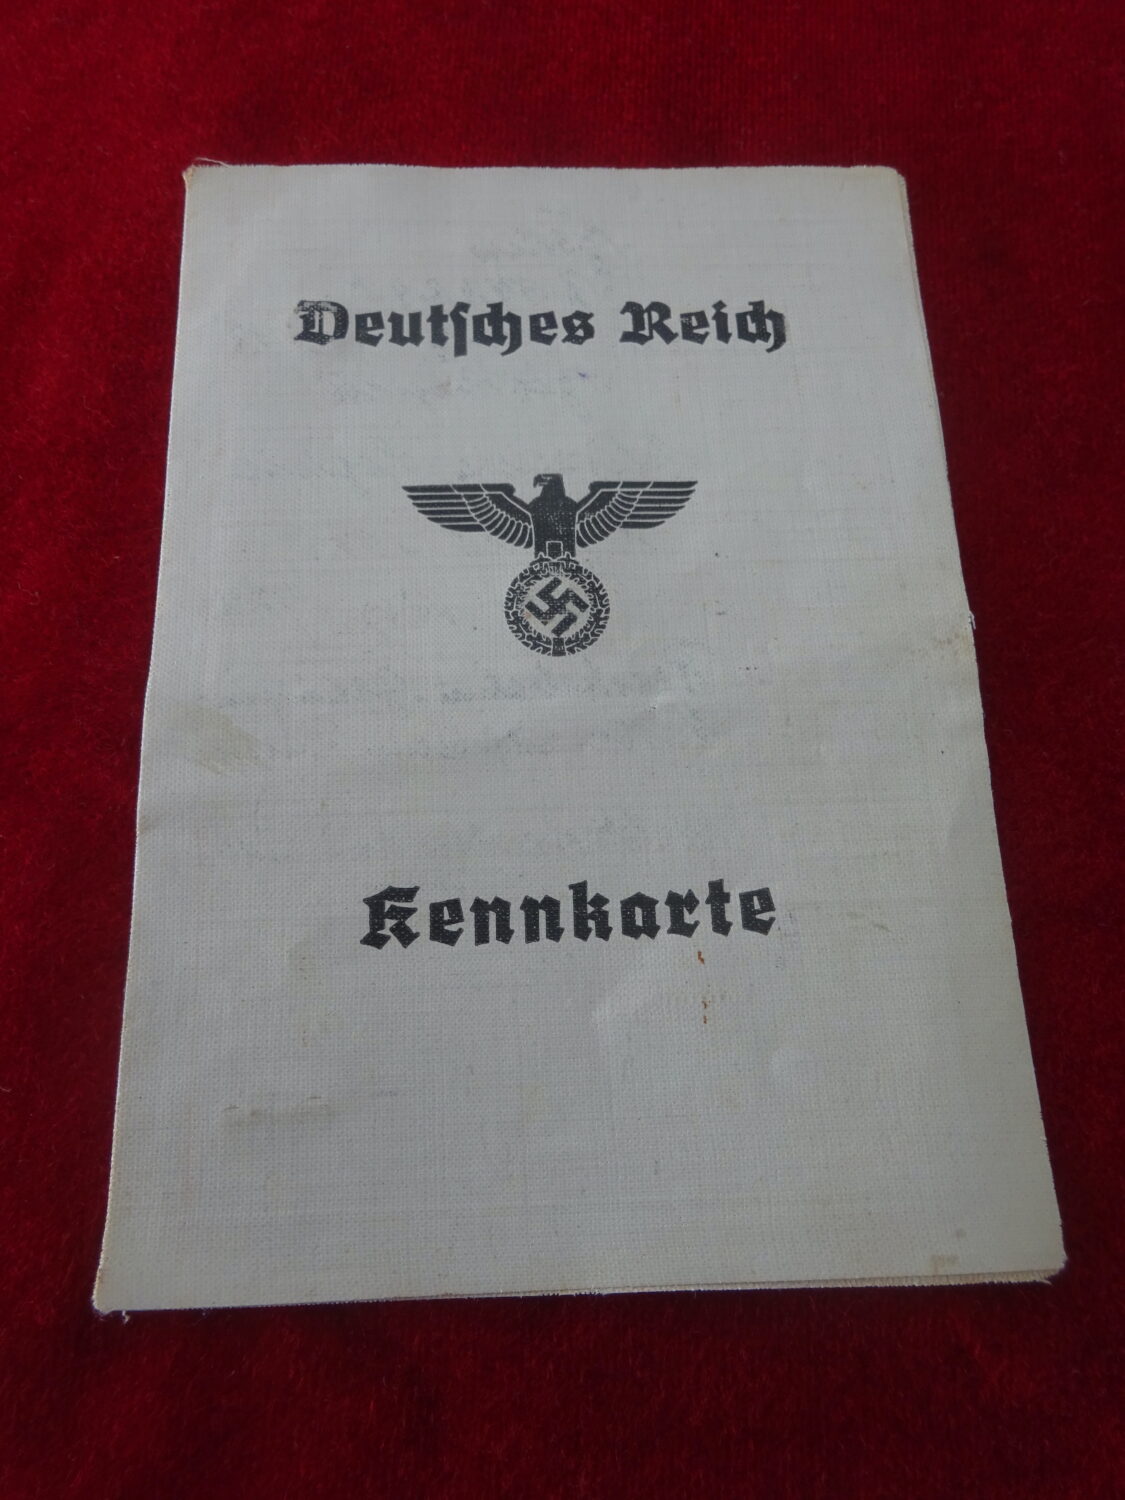 Deutſches Reich
Kennkarte